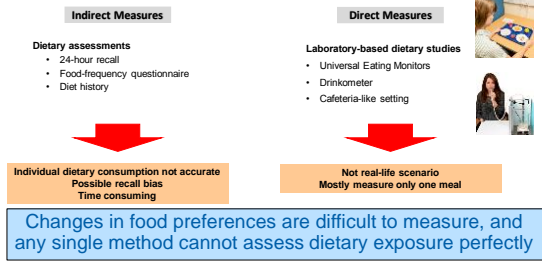 Indirect Measures
Dietary assessments
• 24-hour recall
• Food-frequency questionnaire
• Diet history
Individual dietary consumption not accurate
Possible recall bias
Time consuming
Direct Measures
Laboratory-based dietary studies
• Universal Eating Monitors
• Drinkometer
• Cafeteria-like setting
Not real-life scenario
Mostly measure only one meal
Changes in food preferences are difficult to measure, and
any single method cannot assess dietary exposure perfectly